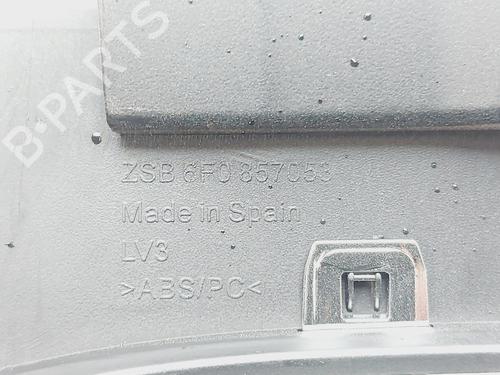 B-PARTS
ZSB 6F0 857053
Made in Spain
LV3
>ABS/PC<